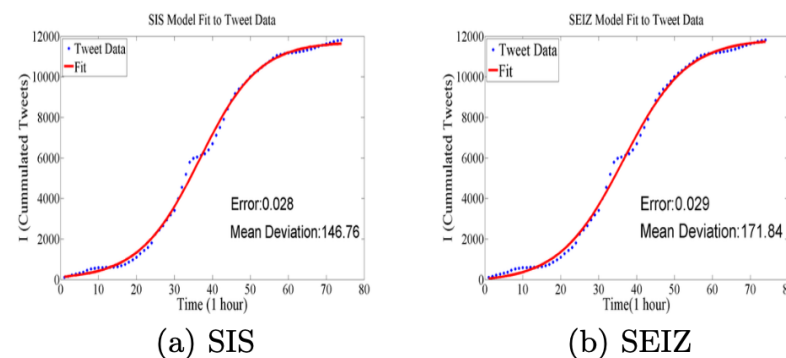 SIS Model Fit to Tweet Data
12000
10000
8000
6000
4000
2000
0
0
10
20
30
40
50
60
70
80
I (Cummulated Tweets)
Time (1 hour)
Tweet Data
Fit
Error:0.028
Mean Deviation:146.76
(a) SIS
SEIZ Model Fit to Tweet Data
12000
10000
8000
6000
4000
2000
0
0
10
20
30
40
50
60
70
80
I (Cummulated Tweets)
Time(1 hour)
Tweet Data
Fit
Error:0.029
Mean Deviation:171.84
(b) SEIZ